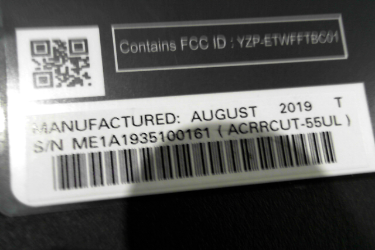 Contains FCC ID : YZP-ETWFFTBC01
MANUFACTURED: AUGUST 2019 T
S/N ME1A1935100161 ( ACRRCUT-55UL )